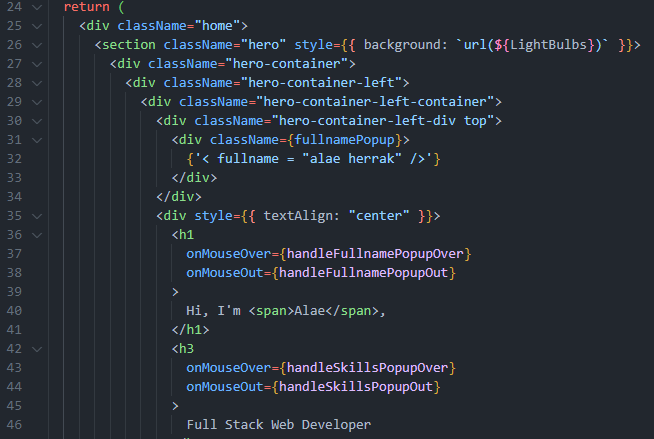 24 return (
25 <div className="home">
26 <section className="hero" style={{ background: `url(${LightBulbs})` }}>
27 <div className="hero-container">
28 <div className="hero-container-left">
29 <div className="hero-container-left-container">
30 <div className="hero-container-left-div top">
31 <div className={fullnamePopup}>
32 {'< fullname = "alae herrak" />'}
33 </div>
34 </div>
35 <div style={{ textAlign: "center" }}>
36 <h1
37 onMouseOver={handleFullnamePopupOver}
38 onMouseOut={handleFullnamePopupOut}
39 >
40 Hi, I'm <span>Alae</span>,
41 </h1>
42 <h3
43 onMouseOver={handleSkillsPopupOver}
44 onMouseOut={handleSkillsPopupOut}
45 >
46 Full Stack Web Developer